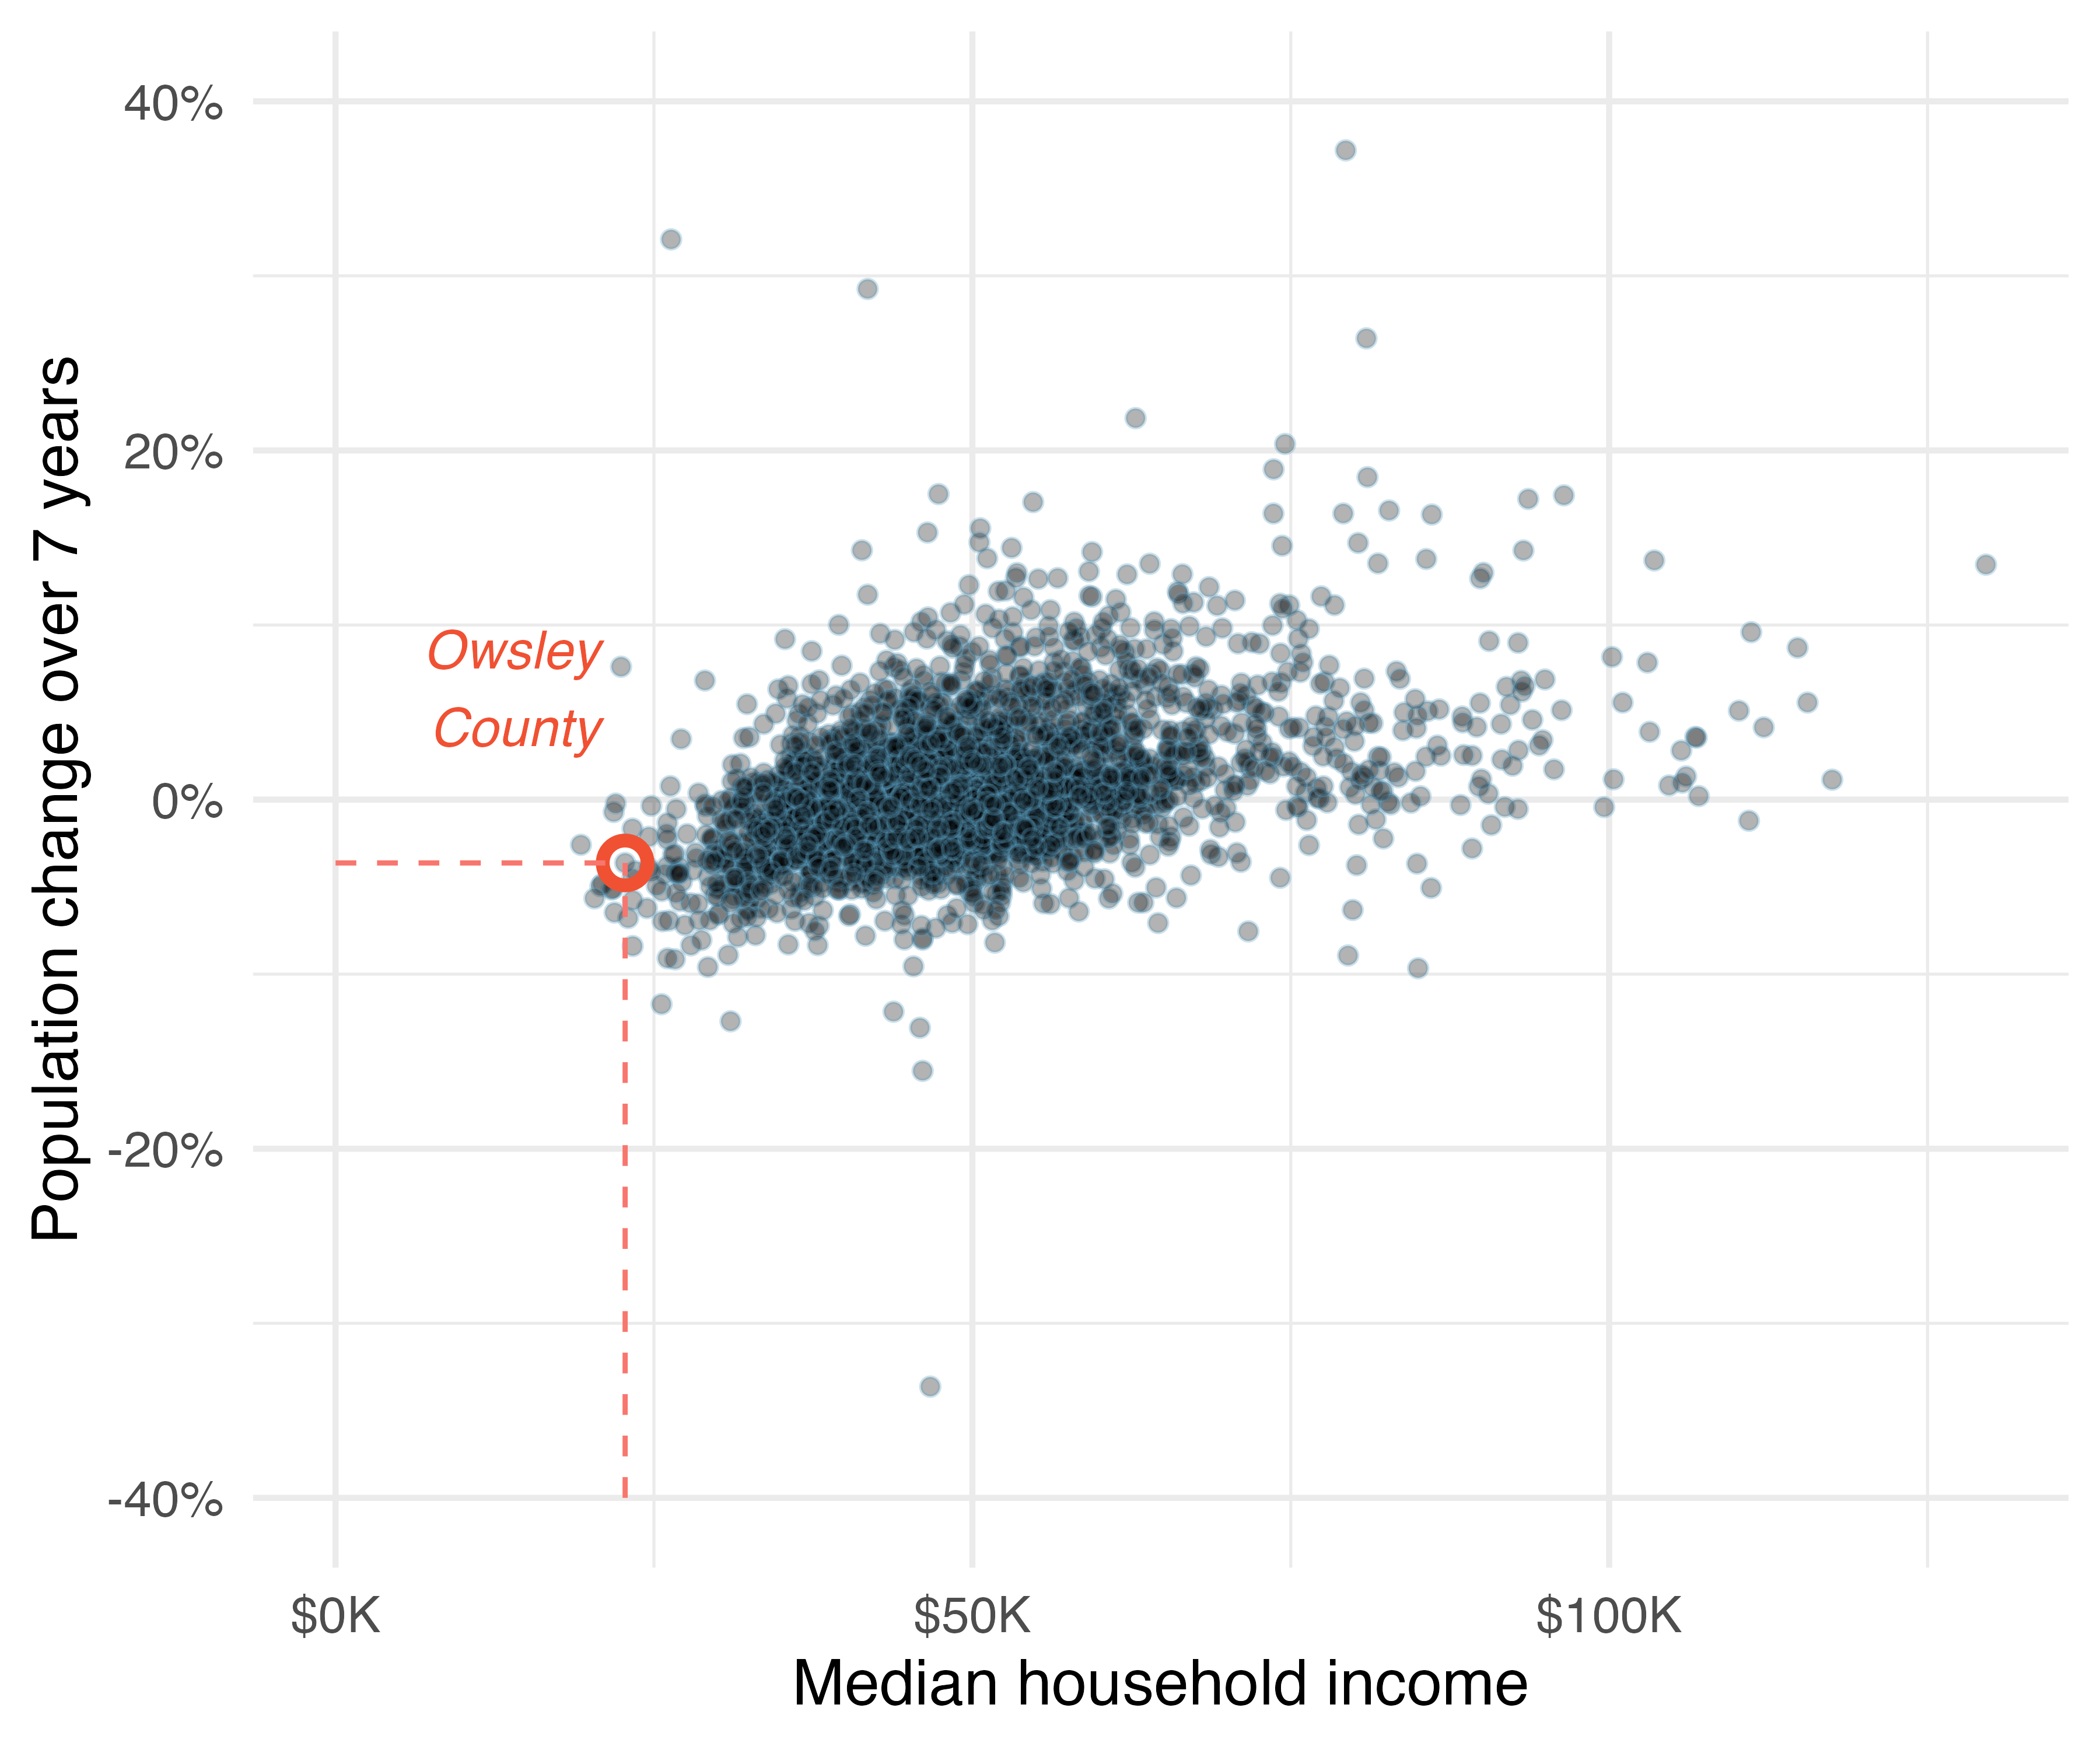 Population change over 7 years
40%
20%
0%
-20%
-40%
Owsley
County
$0K
$50K
$100K
Median household income